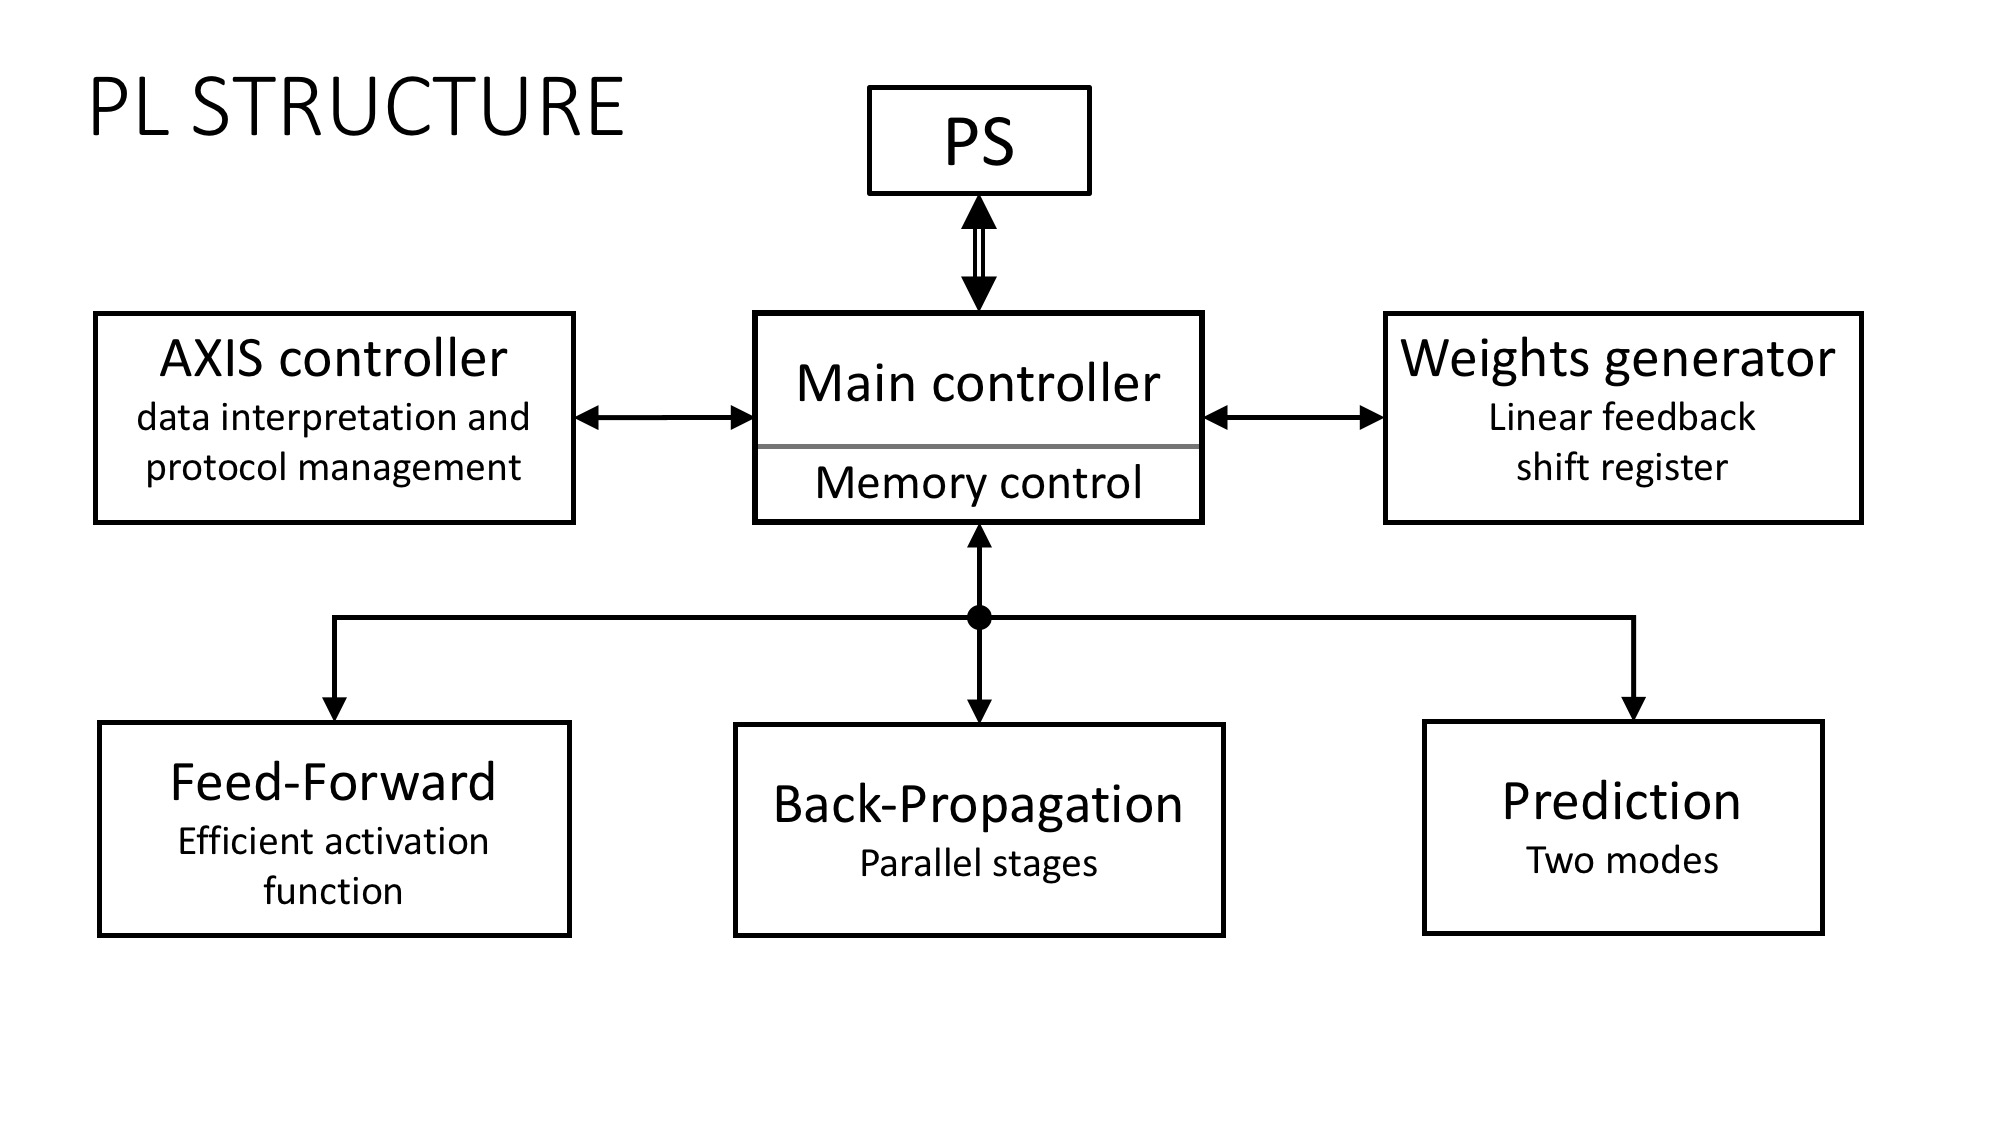 PL STRUCTURE
PS
AXIS controller
data interpretation and
protocol management
Main controller
Memory control
Weights generator
Linear feedback
shift register
Feed-Forward
Efficient activation
function
Back-Propagation
Parallel stages
Prediction
Two modes